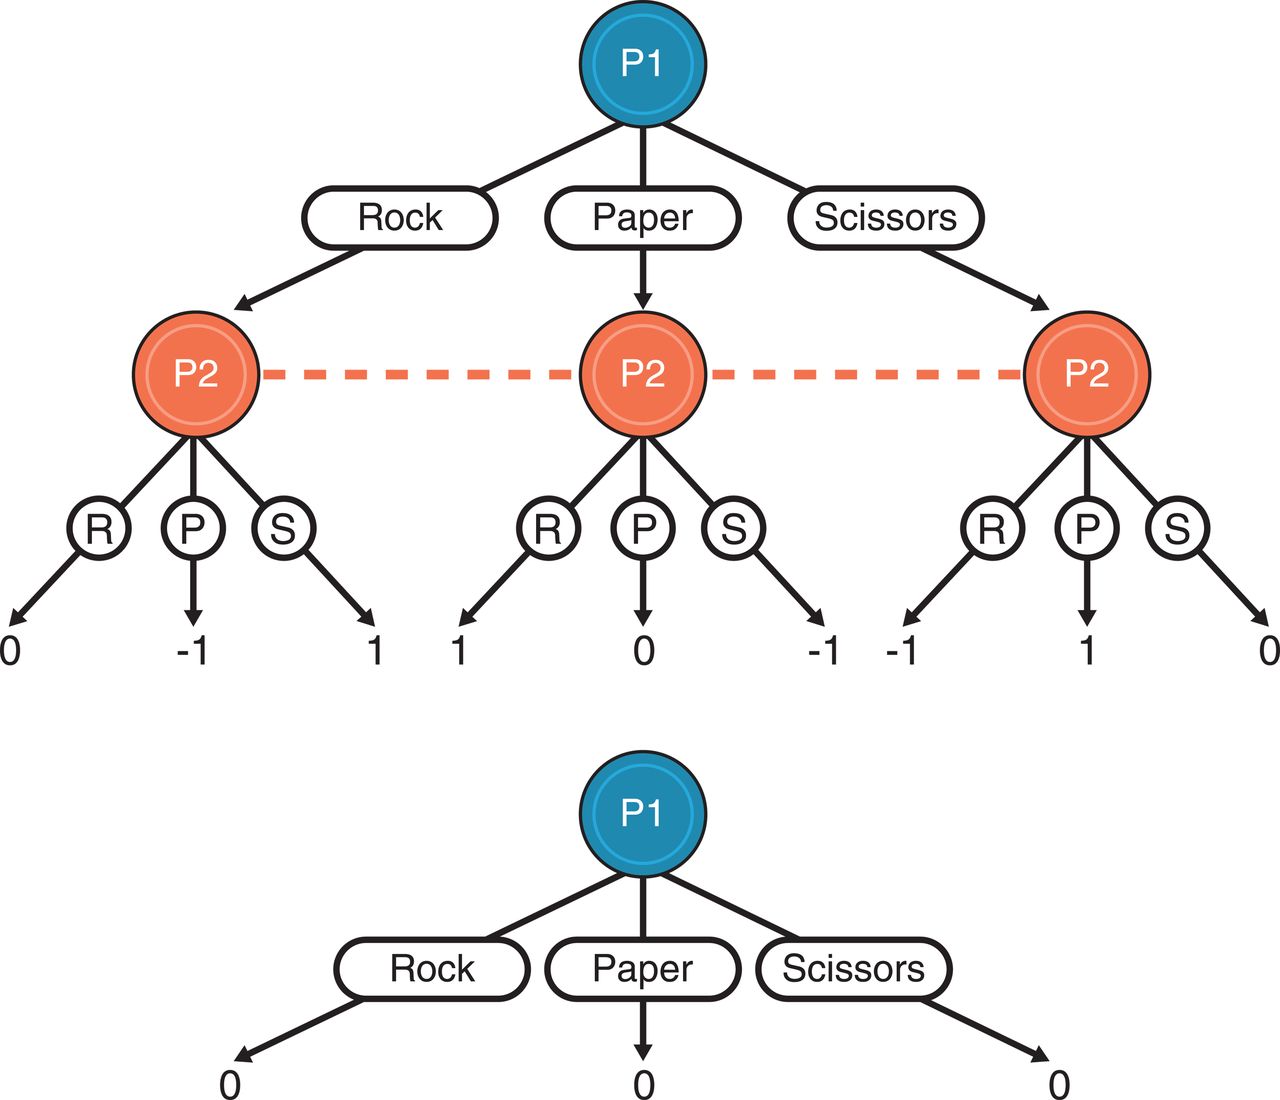 P1
Rock Paper Scissors
P2 P2 P2
R P S R P S R P S
0 -1 1 1 0 -1 -1 1 0
P1
Rock Paper Scissors
0 0 0